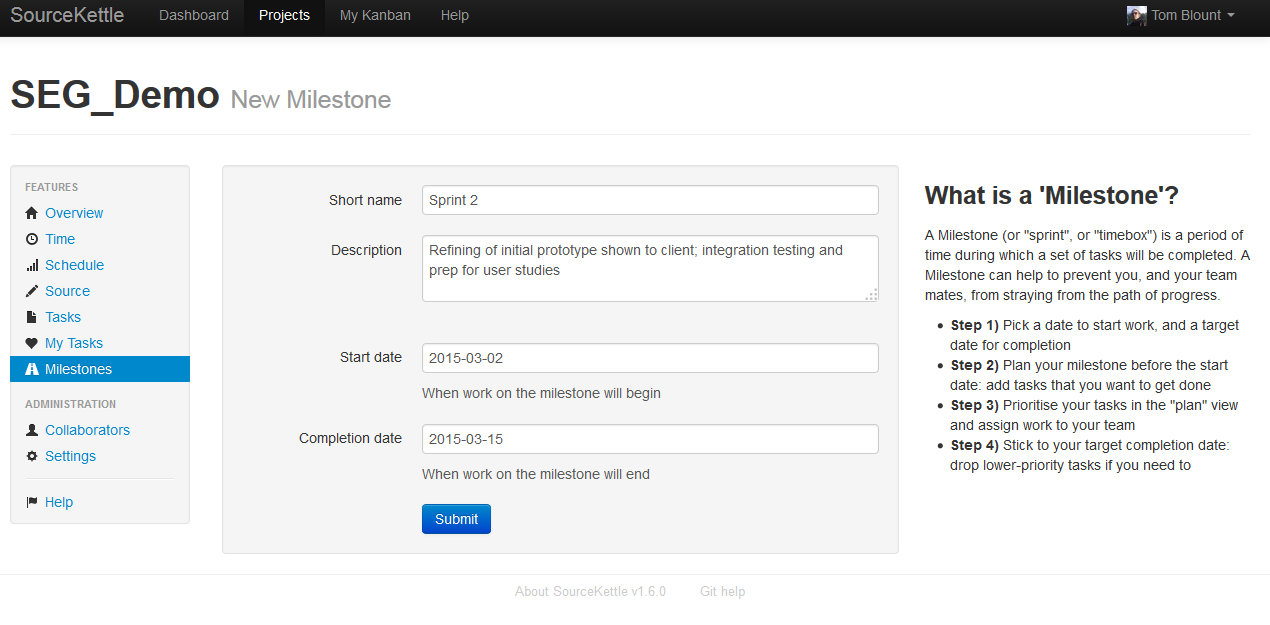 SourceKettle Dashboard Projects My Kanban Help Tom Blount
SEG_Demo New Milestone
FEATURES
Overview
Time
Schedule
Source
Tasks
My Tasks
Milestones
ADMINISTRATION
Collaborators
Settings
Help
Short name Sprint 2
Description Refining of initial prototype shown to client; integration testing and
prep for user studies
Start date 2015-03-02
When work on the milestone will begin
Completion date 2015-03-15
When work on the milestone will end
Submit
What is a 'Milestone'?
A Milestone (or "sprint", or "timebox") is a period of
time during which a set of tasks will be completed. A
Milestone can help to prevent you, and your team
mates, from straying from the path of progress.
• Step 1) Pick a date to start work, and a target
date for completion
• Step 2) Plan your milestone before the start
date: add tasks that you want to get done
• Step 3) Prioritise your tasks in the "plan" view
and assign work to your team
• Step 4) Stick to your target completion date:
drop lower-priority tasks if you need to
About SourceKettle v1.6.0 Git help